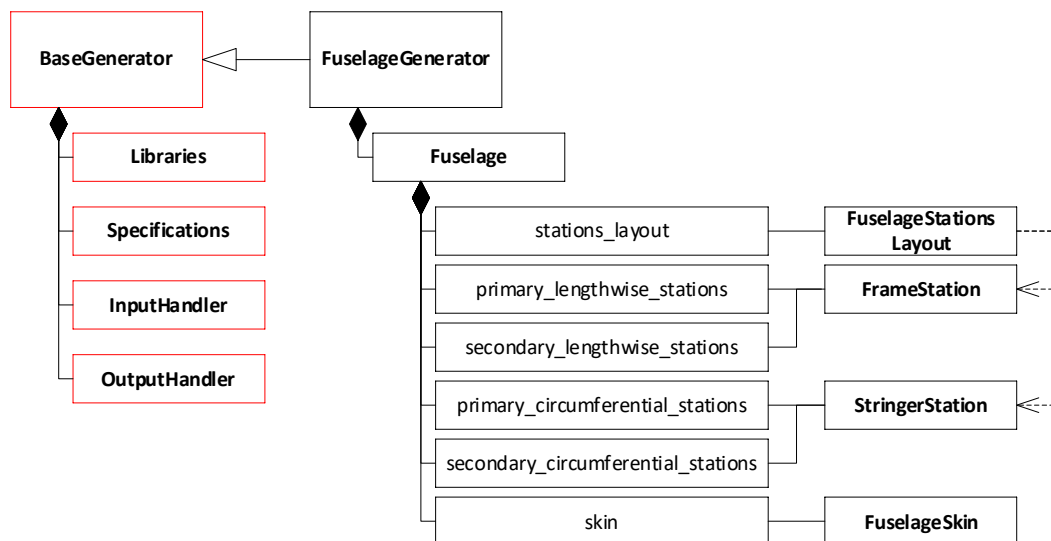 BaseGenerator
FuselageGenerator
Libraries
Fuselage
Specifications
stations_layout
FuselageStations
Layout
InputHandler
primary_lengthwise_stations
FrameStation
secondary_lengthwise_stations
OutputHandler
primary_circumferential_stations
StringerStation
secondary_circumferential_stations
skin
FuselageSkin